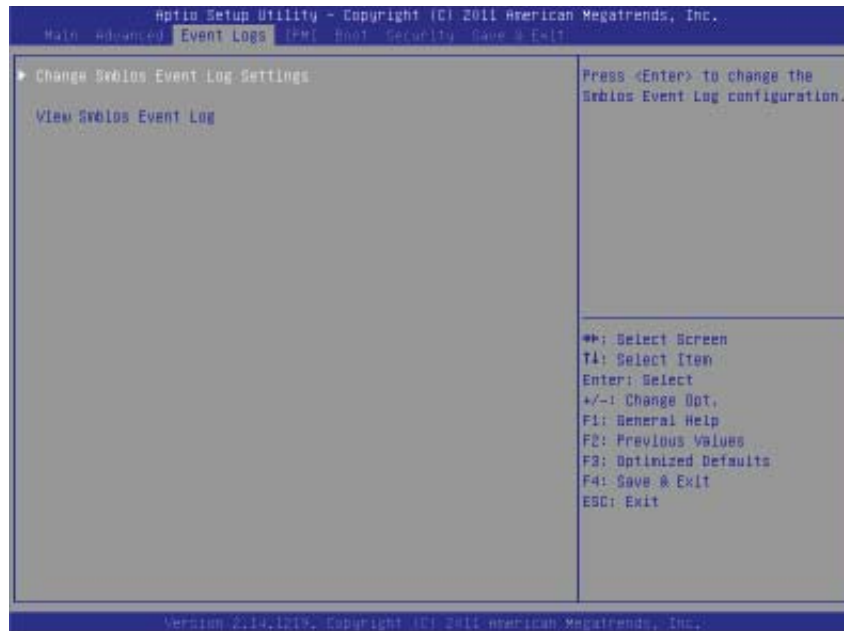 Aptio Setup Utility - Copyright (C) 2011 American Megatrends, Inc.
Main Advanced Event Logs IPMI Boot Security Save & Exit
Change Smbios Event Log Settings
View Smbios Event Log
Press <Enter> to change the
Smbios Event Log configuration.
→←: Select Screen
↑↓: Select Item
Enter: Select
+/-: Change Opt.
F1: General Help
F2: Previous Values
F3: Optimized Defaults
F4: Save & Exit
ESC: Exit
Version 2.14.1219. Copyright (C) 2011 American Megatrends, Inc.